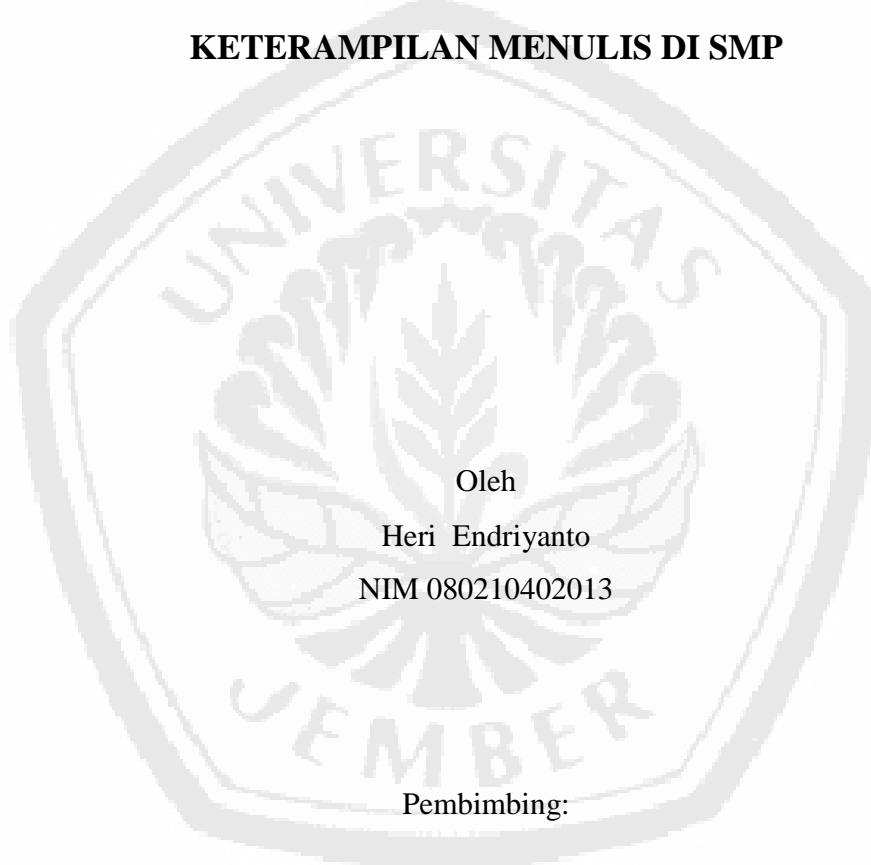 KETERAMPILAN MENULIS DI SMP
UNIVERSITAS
Oleh
Heri Endriyanto
NIM 080210402013
JEMBER
Pembimbing: